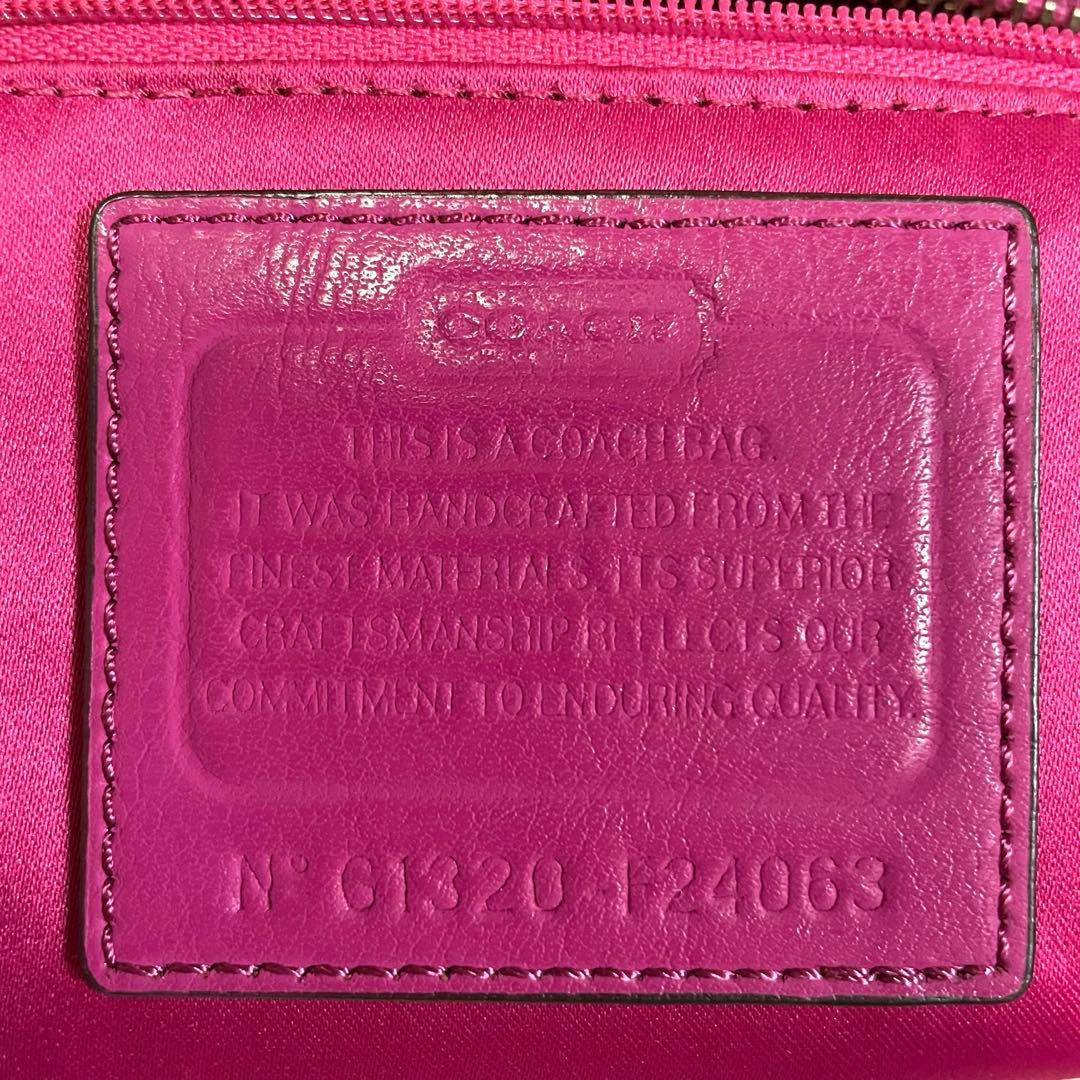 COACH
THIS IS A COACH BAG.
IT WAS HANDCRAFTED FROM THE
FINEST MATERIALS. ITS SUPERIOR
CRAFTSMANSHIP REFLECTS OUR
COMMITMENT TO ENDURING QUALITY.
N° G1320 -F24063